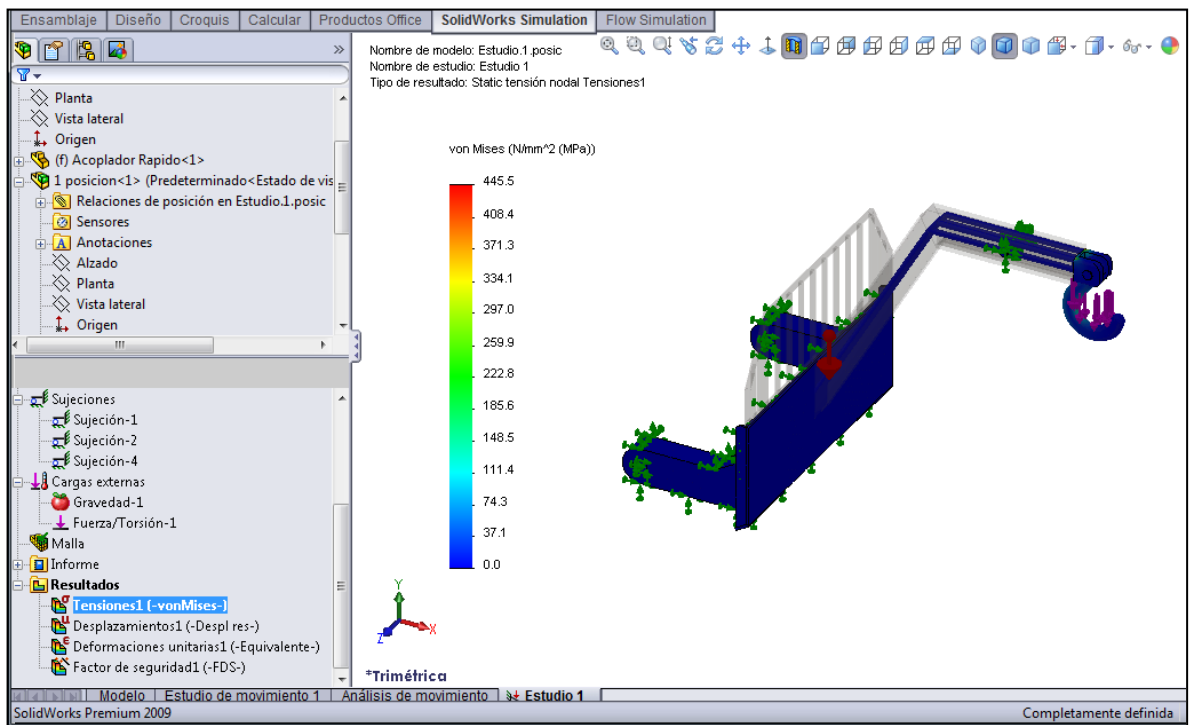 Ensamblaje Diseño Croquis Calcular Productos Office SolidWorks Simulation Flow Simulation
Planta
Vista lateral
Origen
(f) Acoplador Rapido<1>
1 posicion<1> (Predeterminado<Estado de vis
Relaciones de posición en Estudio.1.posic
Sensores
Anotaciones
Alzado
Planta
Vista lateral
Origen
Sujeciones
Sujeción-1
Sujeción-2
Sujeción-4
Cargas externas
Gravedad-1
Fuerza/Torsión-1
Malla
Informe
Resultados
Tensiones1 (-vonMises-)
Desplazamientos1 (-Despl res-)
Deformaciones unitarias1 (-Equivalente-)
Factor de seguridad1 (-FDS-)
Nombre de modelo: Estudio.1.posic
Nombre de estudio: Estudio 1
Tipo de resultado: Static tensión nodal Tensiones1
von Mises (N/mm^2 (MPa))
445.5
408.4
371.3
334.1
297.0
259.9
222.8
185.6
148.5
111.4
74.3
37.1
0.0
Y
X
Z
*Trimétrica
Modelo Estudio de movimiento 1 Análisis de movimiento Estudio 1
SolidWorks Premium 2009 Completamente definida